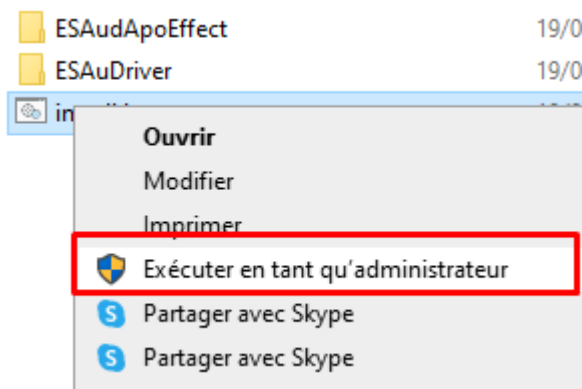 ESAudApoEffect 19/0
ESAuDriver 19/0
Ouvrir
Modifier
Imprimer
Exécuter en tant qu'administrateur
Partager avec Skype
Partager avec Skype